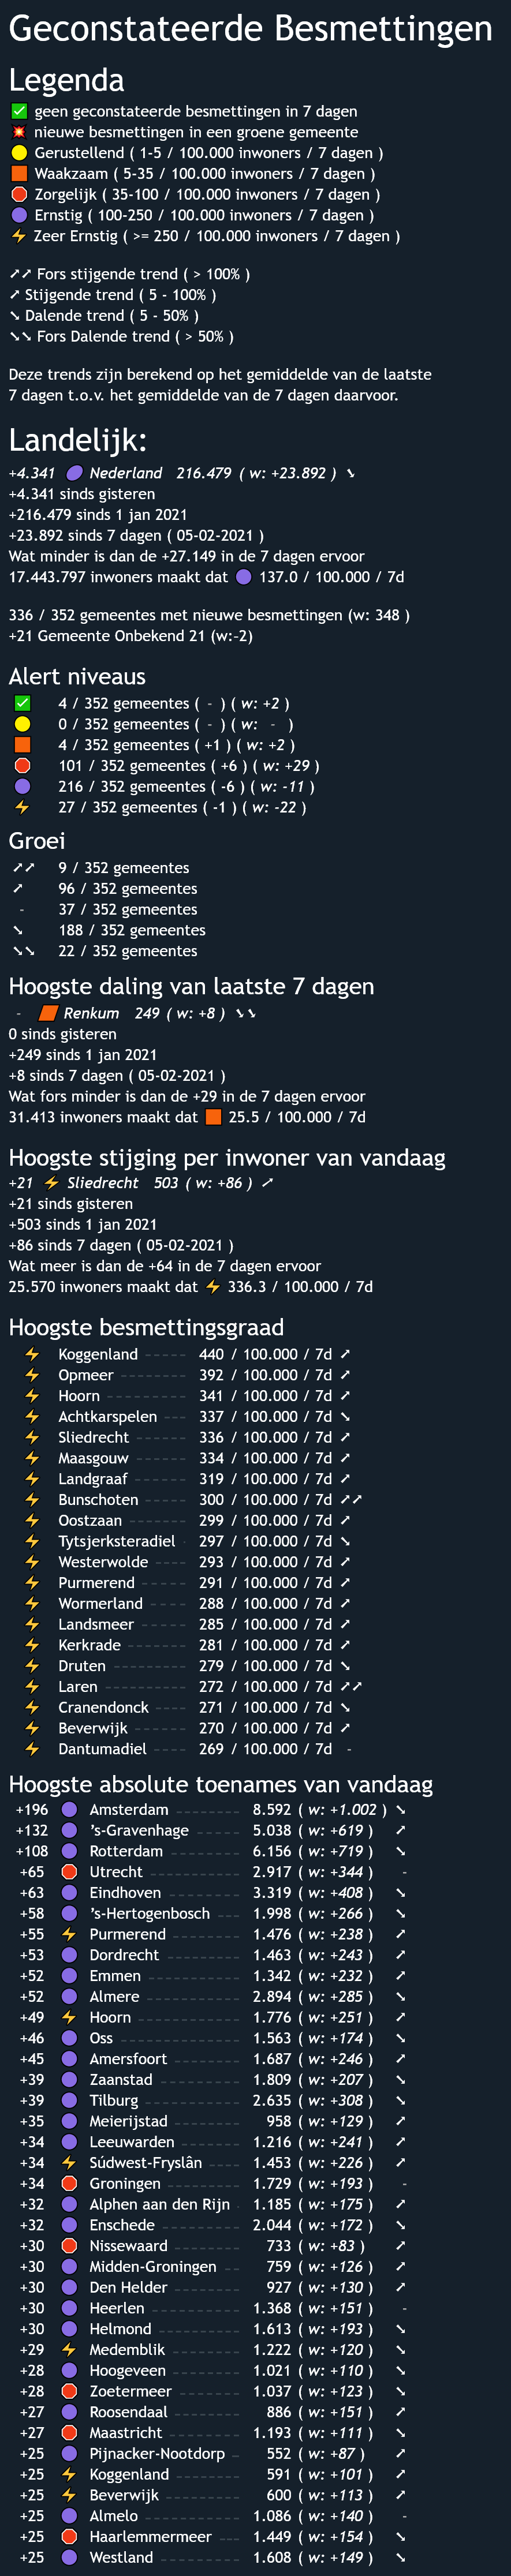 Geconstateerde Besmettingen
Legenda
✅ geen geconstateerde besmettingen in 7 dagen
💥 nieuwe besmettingen in een groene gemeente
🟡 Gerustellend ( 1-5 / 100.000 inwoners / 7 dagen )
🟧 Waakzaam ( 5-35 / 100.000 inwoners / 7 dagen )
🛑 Zorgelijk ( 35-100 / 100.000 inwoners / 7 dagen )
🟣 Ernstig ( 100-250 / 100.000 inwoners / 7 dagen )
⚡ Zeer Ernstig ( >= 250 / 100.000 inwoners / 7 dagen )
➚➚ Fors stijgende trend ( > 100% )
➚ Stijgende trend ( 5 - 100% )
➘ Dalende trend ( 5 - 50% )
➘➘ Fors Dalende trend ( > 50% )
Deze trends zijn berekend op het gemiddelde van de laatste
7 dagen t.o.v. het gemiddelde van de 7 dagen daarvoor.
Landelijk:
+4.341 🟣 Nederland 216.479 ( w: +23.892 ) ➘
+4.341 sinds gisteren
+216.479 sinds 1 jan 2021
+23.892 sinds 7 dagen ( 05-02-2021 )
Wat minder is dan de +27.149 in de 7 dagen ervoor
17.443.797 inwoners maakt dat 🟣 137.0 / 100.000 / 7d
336 / 352 gemeentes met nieuwe besmettingen (w: 348 )
+21 Gemeente Onbekend 21 (w:-2)
Alert niveaus
✅ 4 / 352 gemeentes ( - ) ( w: +2 )
🟡 0 / 352 gemeentes ( - ) ( w: - )
🟧 4 / 352 gemeentes ( +1 ) ( w: +2 )
🛑 101 / 352 gemeentes ( +6 ) ( w: +29 )
🟣 216 / 352 gemeentes ( -6 ) ( w: -11 )
⚡ 27 / 352 gemeentes ( -1 ) ( w: -22 )
Groei
➚➚ 9 / 352 gemeentes
➚ 96 / 352 gemeentes
- 37 / 352 gemeentes
➘ 188 / 352 gemeentes
➘➘ 22 / 352 gemeentes
Hoogste daling van laatste 7 dagen
- 🟧 Renkum 249 ( w: +8 ) ➘➘
0 sinds gisteren
+249 sinds 1 jan 2021
+8 sinds 7 dagen ( 05-02-2021 )
Wat fors minder is dan de +29 in de 7 dagen ervoor
31.413 inwoners maakt dat 🟧 25.5 / 100.000 / 7d
Hoogste stijging per inwoner van vandaag
+21 ⚡ Sliedrecht 503 ( w: +86 ) ➚
+21 sinds gisteren
+503 sinds 1 jan 2021
+86 sinds 7 dagen ( 05-02-2021 )
Wat meer is dan de +64 in de 7 dagen ervoor
25.570 inwoners maakt dat ⚡ 336.3 / 100.000 / 7d
Hoogste besmettingsgraad
⚡ Koggenland ----- 440 / 100.000 / 7d ➚
⚡ Opmeer -------- 392 / 100.000 / 7d ➚
⚡ Hoorn ---------- 341 / 100.000 / 7d ➚
⚡ Achtkarspelen --- 337 / 100.000 / 7d ➘
⚡ Sliedrecht ------ 336 / 100.000 / 7d ➚
⚡ Maasgouw ------ 334 / 100.000 / 7d ➚
⚡ Landgraaf ------ 319 / 100.000 / 7d ➚
⚡ Bunschoten ----- 300 / 100.000 / 7d ➚➚
⚡ Oostzaan ------- 299 / 100.000 / 7d ➚
⚡ Tytsjerksteradiel - 297 / 100.000 / 7d ➘
⚡ Westerwolde ---- 293 / 100.000 / 7d ➚
⚡ Purmerend ----- 291 / 100.000 / 7d ➚
⚡ Wormerland ---- 288 / 100.000 / 7d ➚
⚡ Landsmeer ----- 285 / 100.000 / 7d ➚
⚡ Kerkrade ------- 281 / 100.000 / 7d ➚
⚡ Druten --------- 279 / 100.000 / 7d ➘
⚡ Laren ---------- 272 / 100.000 / 7d ➚➚
⚡ Cranendonck ---- 271 / 100.000 / 7d ➘
⚡ Beverwijk ------ 270 / 100.000 / 7d ➚
⚡ Dantumadiel ---- 269 / 100.000 / 7d -
Hoogste absolute toenames van vandaag
+196 🟣 Amsterdam -------- 8.592 ( w: +1.002 ) ➘
+132 🟣 ’s-Gravenhage ------ 5.038 ( w: +619 ) ➚
+108 🟣 Rotterdam --------- 6.156 ( w: +719 ) ➘
+65 🛑 Utrecht ------------ 2.917 ( w: +344 ) -
+63 🟣 Eindhoven --------- 3.319 ( w: +408 ) ➘
+58 🟣 ’s-Hertogenbosch --- 1.998 ( w: +266 ) ➘
+55 ⚡ Purmerend -------- 1.476 ( w: +238 ) ➚
+53 🟣 Dordrecht --------- 1.463 ( w: +243 ) ➚
+52 🟣 Emmen ------------ 1.342 ( w: +232 ) ➚
+52 🟣 Almere ------------ 2.894 ( w: +285 ) ➘
+49 ⚡ Hoorn ------------- 1.776 ( w: +251 ) ➚
+46 🟣 Oss --------------- 1.563 ( w: +174 ) ➘
+45 🟣 Amersfoort -------- 1.687 ( w: +246 ) ➚
+39 🟣 Zaanstad ---------- 1.809 ( w: +207 ) ➘
+39 🟣 Tilburg ------------ 2.635 ( w: +308 ) ➘
+35 🟣 Meierijstad -------- 958 ( w: +129 ) ➚
+34 🟣 Leeuwarden ------- 1.216 ( w: +241 ) ➚
+34 ⚡ Súdwest-Fryslân ---- 1.453 ( w: +226 ) ➚
+34 🛑 Groningen --------- 1.729 ( w: +193 ) -
+32 🟣 Alphen aan den Rijn - 1.185 ( w: +175 ) ➚
+32 🟣 Enschede ---------- 2.044 ( w: +172 ) ➘
+30 🛑 Nissewaard -------- 733 ( w: +83 ) ➚
+30 🟣 Midden-Groningen -- 759 ( w: +126 ) ➚
+30 🟣 Den Helder -------- 927 ( w: +130 ) ➚
+30 🟣 Heerlen ----------- 1.368 ( w: +151 ) -
+30 🟣 Helmond ---------- 1.613 ( w: +193 ) ➘
+29 ⚡ Medemblik -------- 1.222 ( w: +120 ) ➘
+28 🟣 Hoogeveen -------- 1.021 ( w: +110 ) ➘
+28 🛑 Zoetermeer ------- 1.037 ( w: +123 ) ➘
+27 🟣 Roosendaal -------- 886 ( w: +151 ) ➚
+27 🛑 Maastricht --------- 1.193 ( w: +111 ) ➘
+25 🟣 Pijnacker-Nootdorp - 552 ( w: +87 ) ➚
+25 ⚡ Koggenland ------- 591 ( w: +101 ) ➚
+25 ⚡ Beverwijk --------- 600 ( w: +113 ) ➚
+25 🟣 Almelo ------------ 1.086 ( w: +140 ) -
+25 🛑 Haarlemmermeer --- 1.449 ( w: +154 ) ➘
+25 🟣 Westland ---------- 1.608 ( w: +149 ) ➘